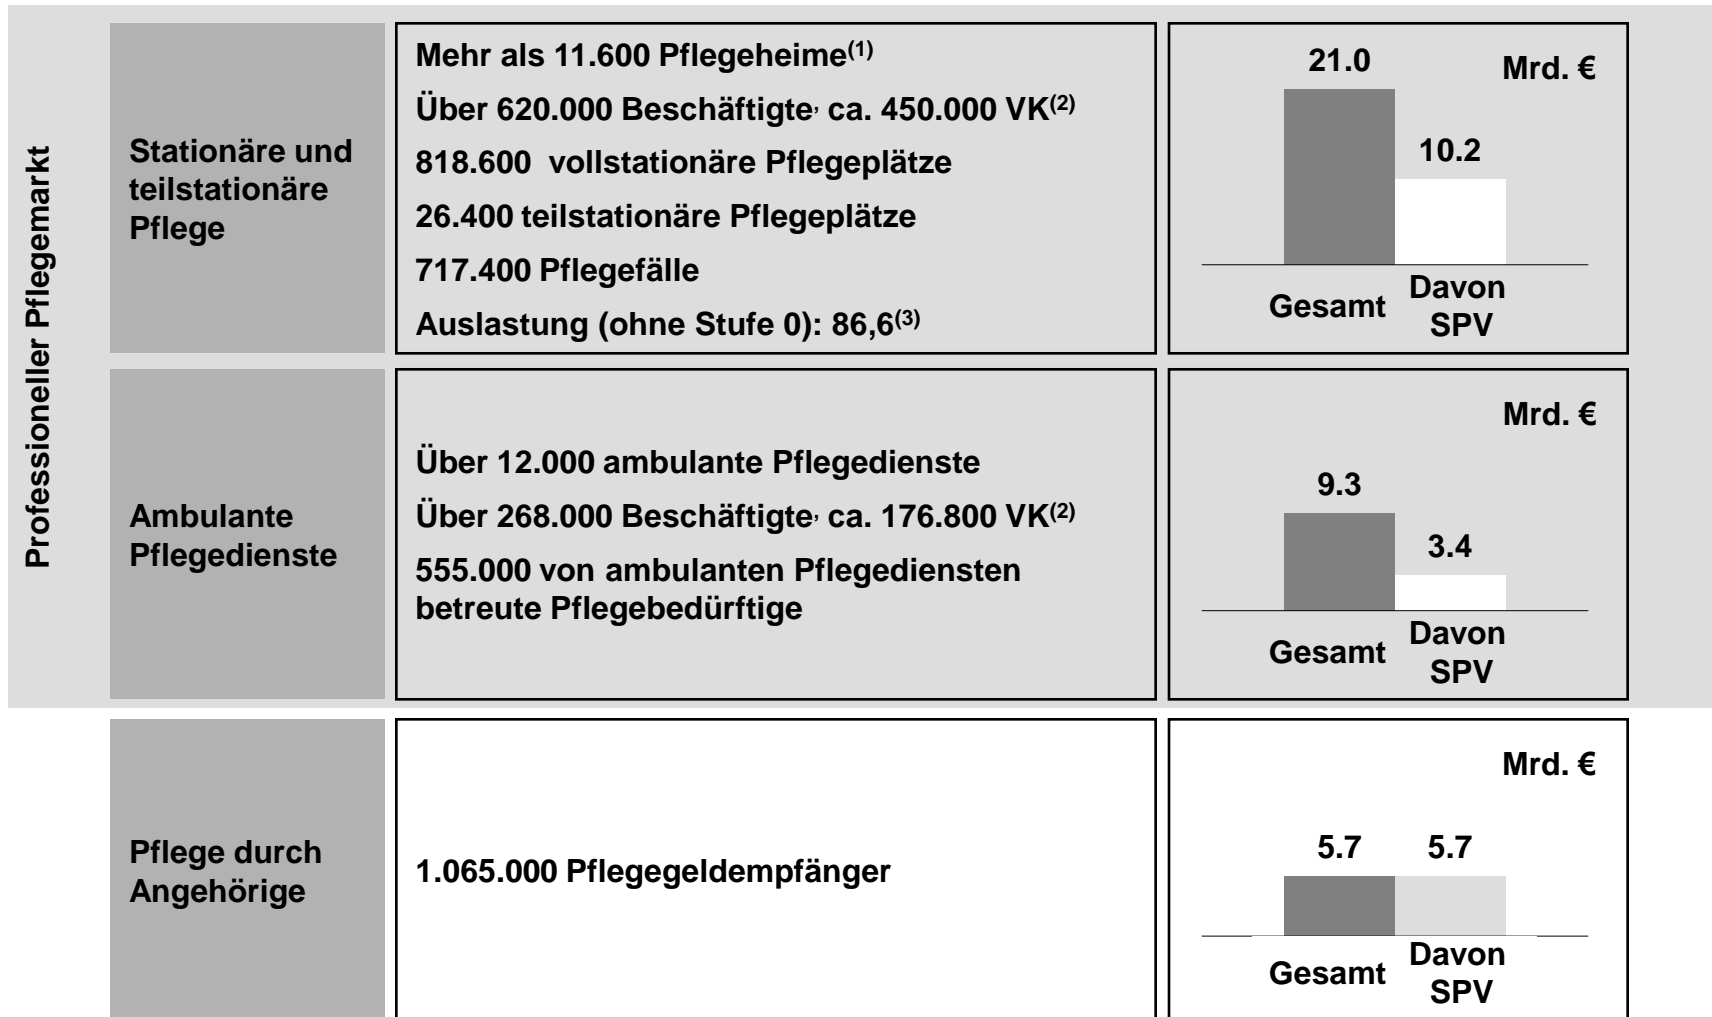 Professioneller Pflegemarkt
Stationäre und
teilstationäre
Pflege
Mehr als 11.600 Pflegeheime(1)
Über 620.000 Beschäftigte, ca. 450.000 VK(2)
818.600 vollstationäre Pflegeplätze
26.400 teilstationäre Pflegeplätze
717.400 Pflegefälle
Auslastung (ohne Stufe 0): 86,6(3)
Mrd. €
21.0
10.2
Gesamt
Davon
SPV
Ambulante
Pflegedienste
Über 12.000 ambulante Pflegedienste
Über 268.000 Beschäftigte, ca. 176.800 VK(2)
555.000 von ambulanten Pflegediensten
betreute Pflegebedürftige
Mrd. €
9.3
3.4
Gesamt
Davon
SPV
Pflege durch
Angehörige
1.065.000 Pflegegeldempfänger
Mrd. €
5.7
5.7
Gesamt
Davon
SPV